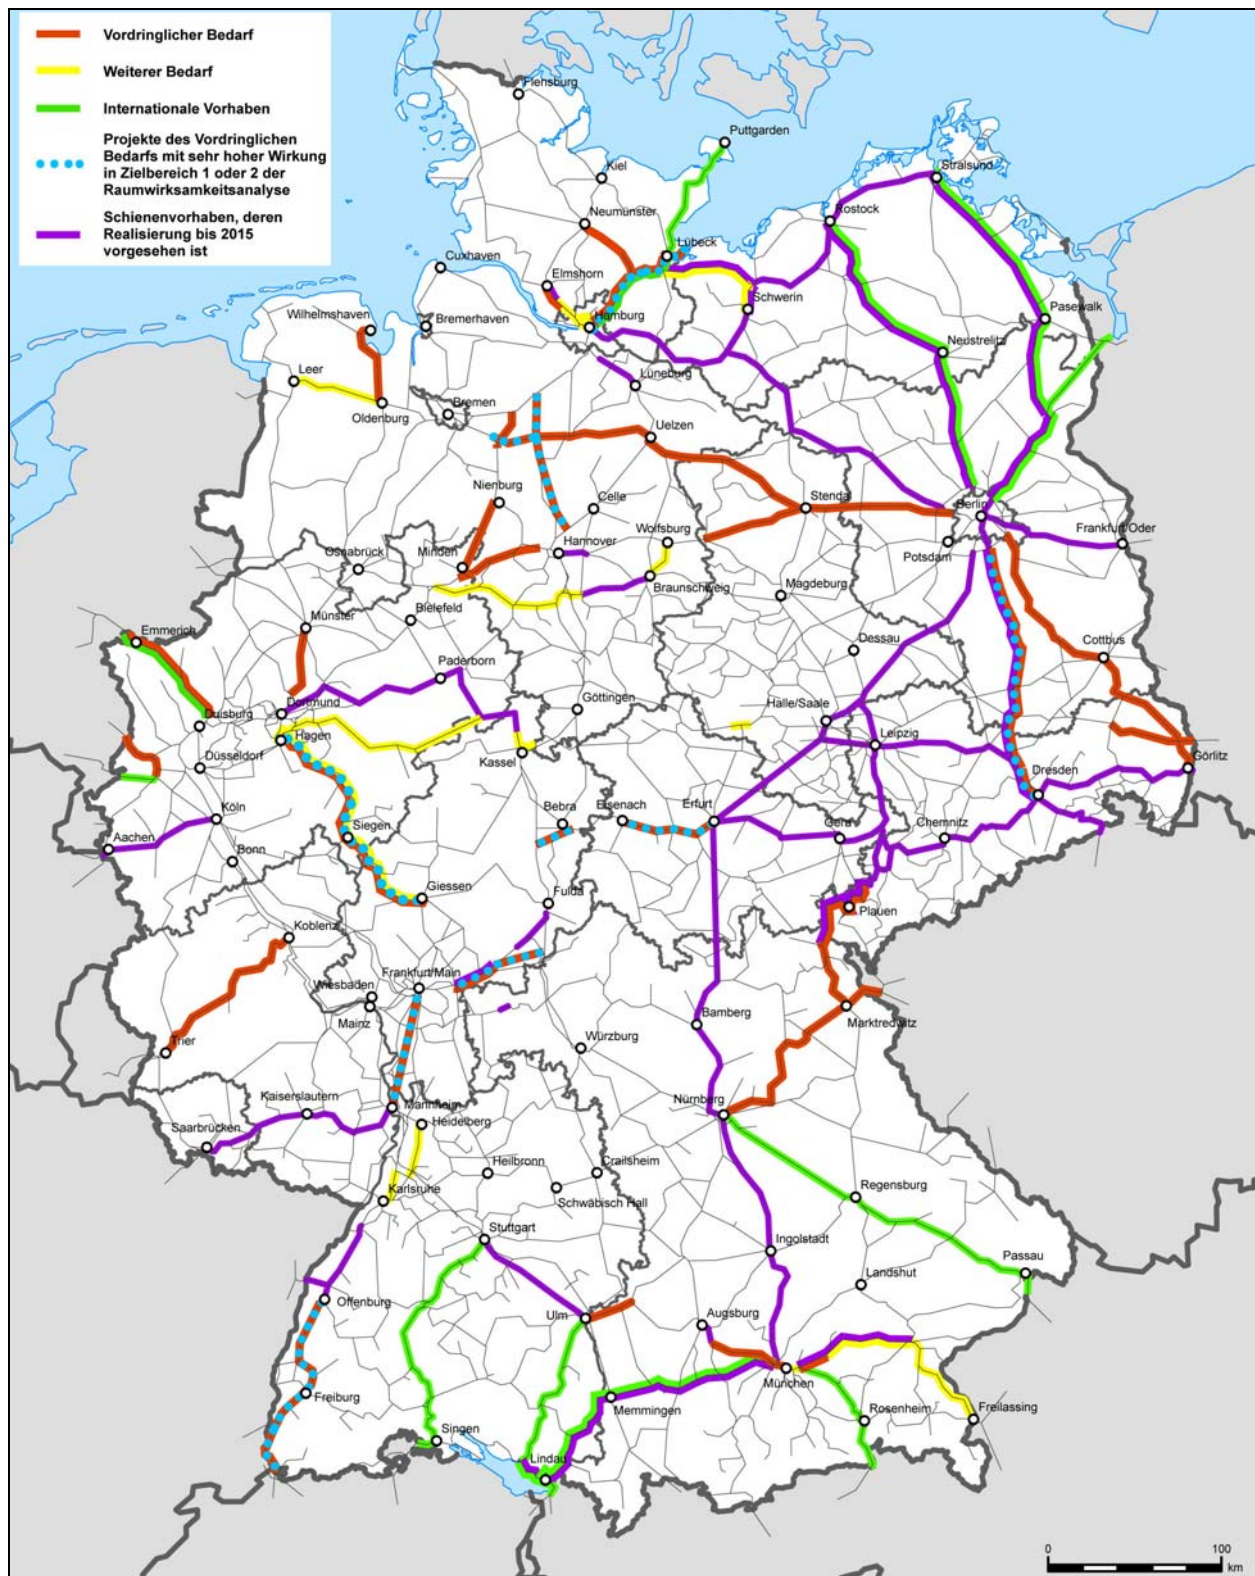 Vordringlicher Bedarf
Weiterer Bedarf
Internationale Vorhaben
Projekte des Vordringlichen
Bedarfs mit sehr hoher Wirkung
in Zielbereich 1 oder 2 der
Raumwirksamkeitsanalyse
Schienenvorhaben, deren
Realisierung bis 2015
vorgesehen ist
Flensburg
Puttgarden
Kiel
Stralsund
Neumünster
Rostock
Lübeck
Cuxhaven
Elmshorn
Schwerin
Pasewalk
Wilhelmshaven
Bremerhaven
Hamburg
Neustrelitz
Leer
Lüneburg
Oldenburg
Bremen
Uelzen
Nienburg
Celle
Stendal
Berlin
Wolfsburg
Frankfurt/Oder
Osnabrück
Minden
Hannover
Potsdam
Braunschweig
Magdeburg
Bielefeld
Münster
Emmerich
Dessau
Cottbus
Paderborn
Göttingen
Dortmund
Duisburg
Halle/Saale
Hagen
Leipzig
Düsseldorf
Kassel
Görlitz
Dresden
Köln
Bebra
Eisenach
Erfurt
Gera
Chemnitz
Siegen
Aachen
Bonn
Giessen
Fulda
Plauen
Koblenz
Frankfurt/Main
Wiesbaden
Mainz
Bamberg
Marktredwitz
Trier
Würzburg
Kaiserslautern
Mannheim
Nürnberg
Heidelberg
Saarbrücken
Heilbronn
Crailsheim
Karlsruhe
Schwäbisch Hall
Regensburg
Stuttgart
Ingolstadt
Passau
Landshut
Offenburg
Ulm
Augsburg
München
Freiburg
Memmingen
Rosenheim
Freilassing
Singen
Lindau
0 100
km